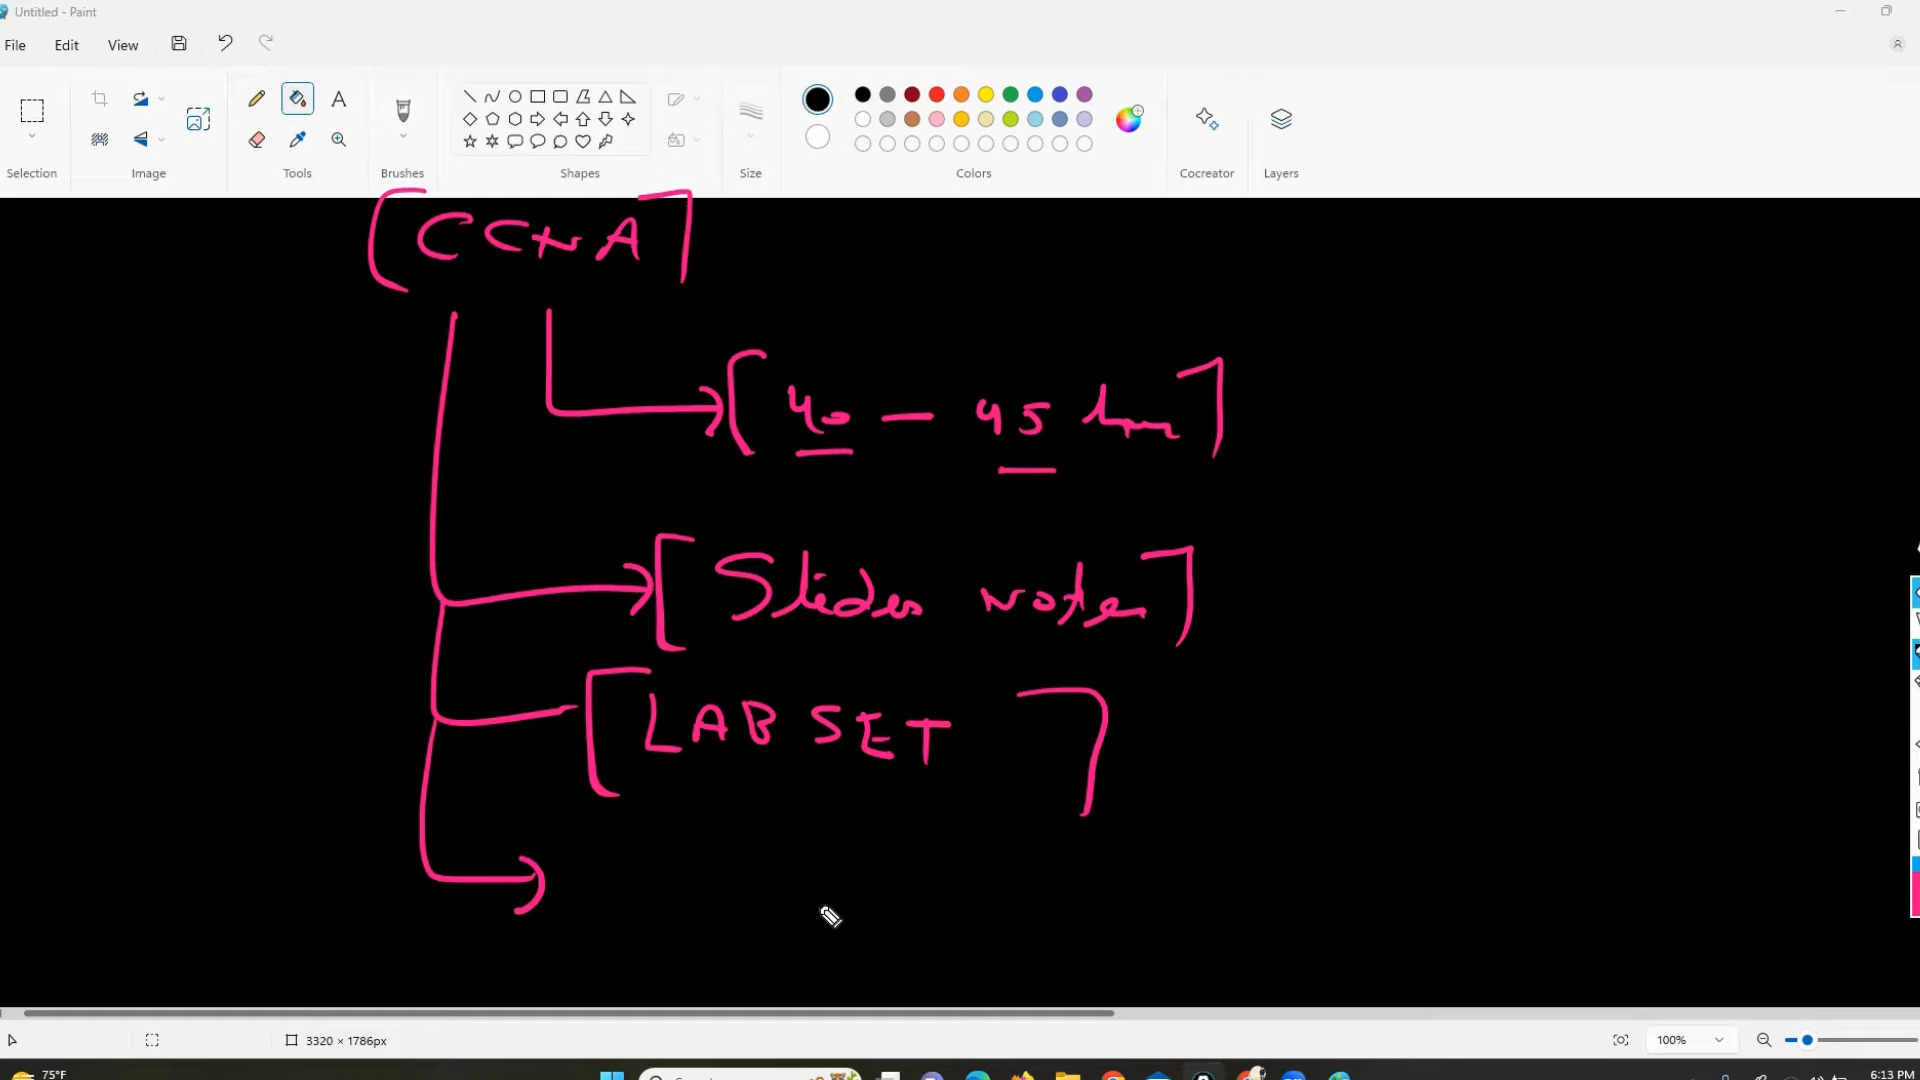 Untitled - Paint
File Edit View
Selection Image Tools Brushes Shapes Size Colors Cocreator Layers
[CCNA]
[40 — 45 hrs]
[Slides Notes]
[LAB SET ]
3320 × 1786px 100%
75°F 6:13 PM